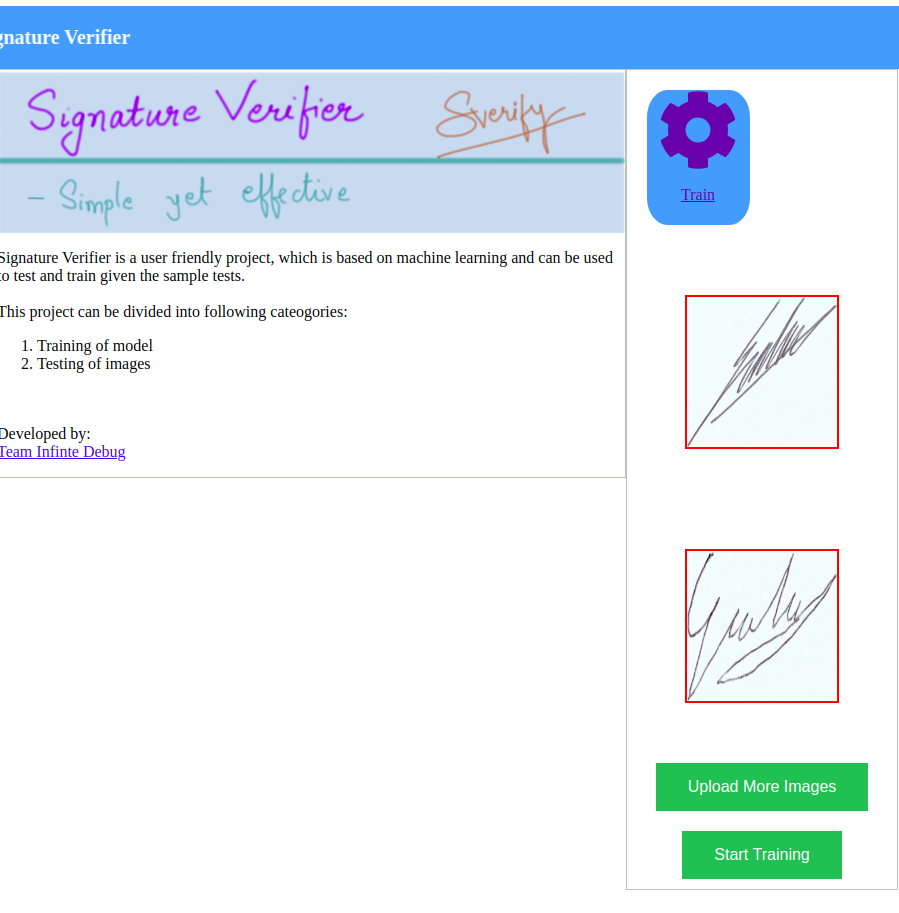 gnature Verifier
Signature Verifier
Sverify
- Simple yet effective
Signature Verifier is a user friendly project, which is based on machine learning and can be used
to test and train given the sample tests.
This project can be divided into following cateogories:
1. Training of model
2. Testing of images
Developed by:
Team Infinte Debug
Train
Upload More Images
Start Training